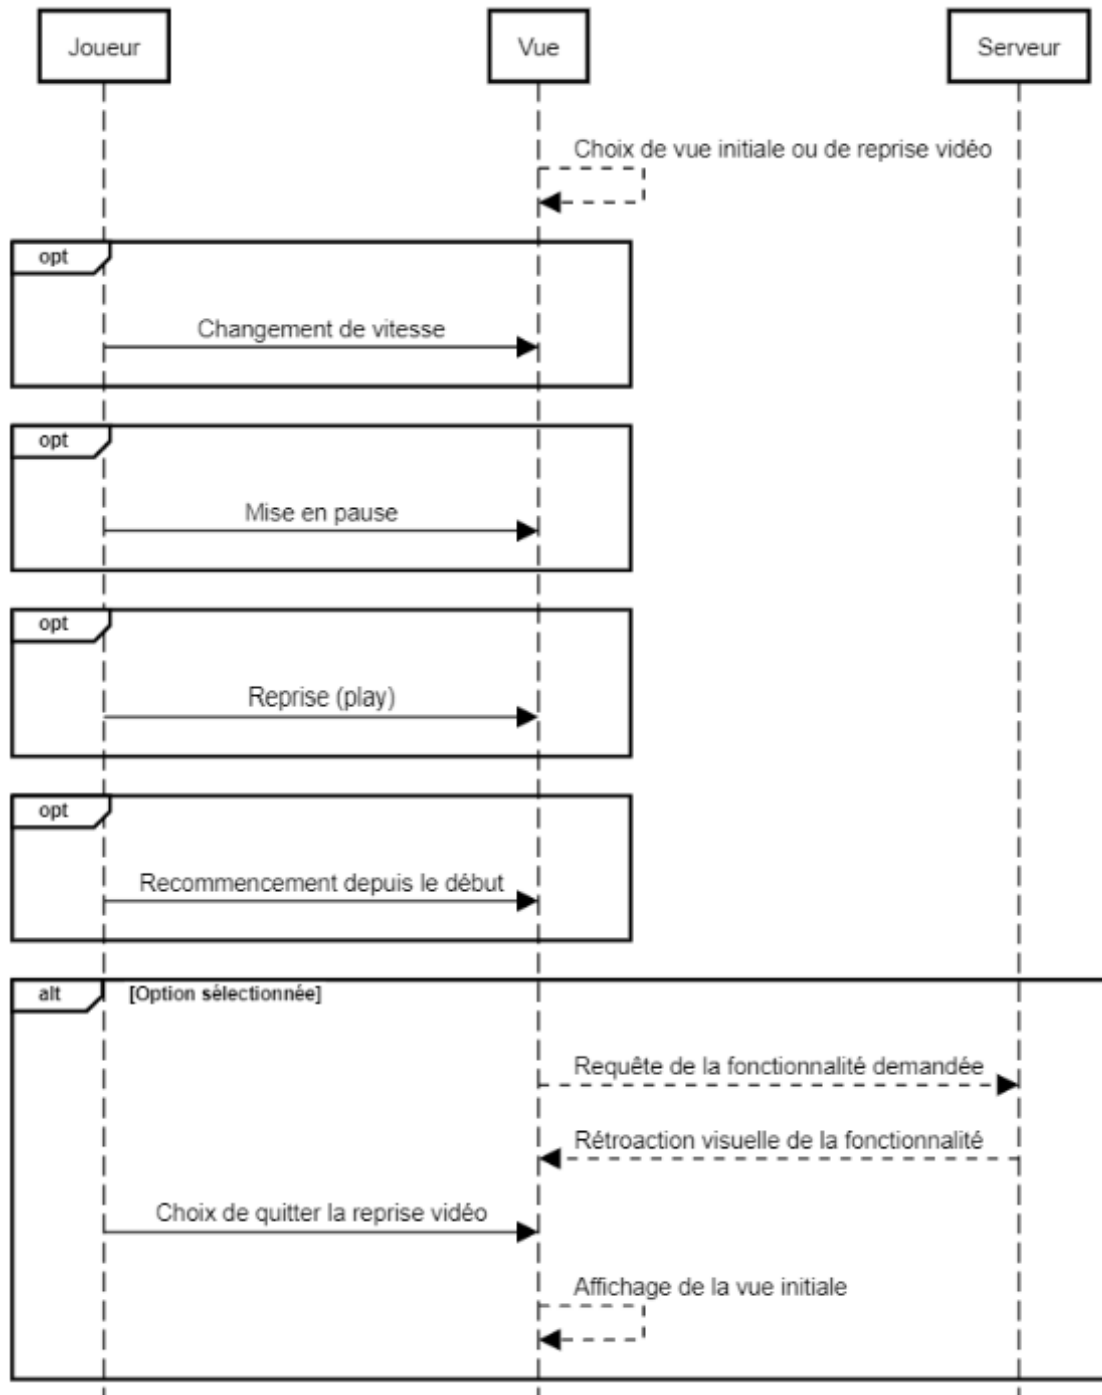 Joueur
Vue
Serveur
Choix de vue initiale ou de reprise vidéo
opt
Changement de vitesse
opt
Mise en pause
opt
Reprise (play)
opt
Recommencement depuis le début
alt
[Option sélectionnée]
Requête de la fonctionnalité demandée
Rétroaction visuelle de la fonctionnalité
Choix de quitter la reprise vidéo
Affichage de la vue initiale